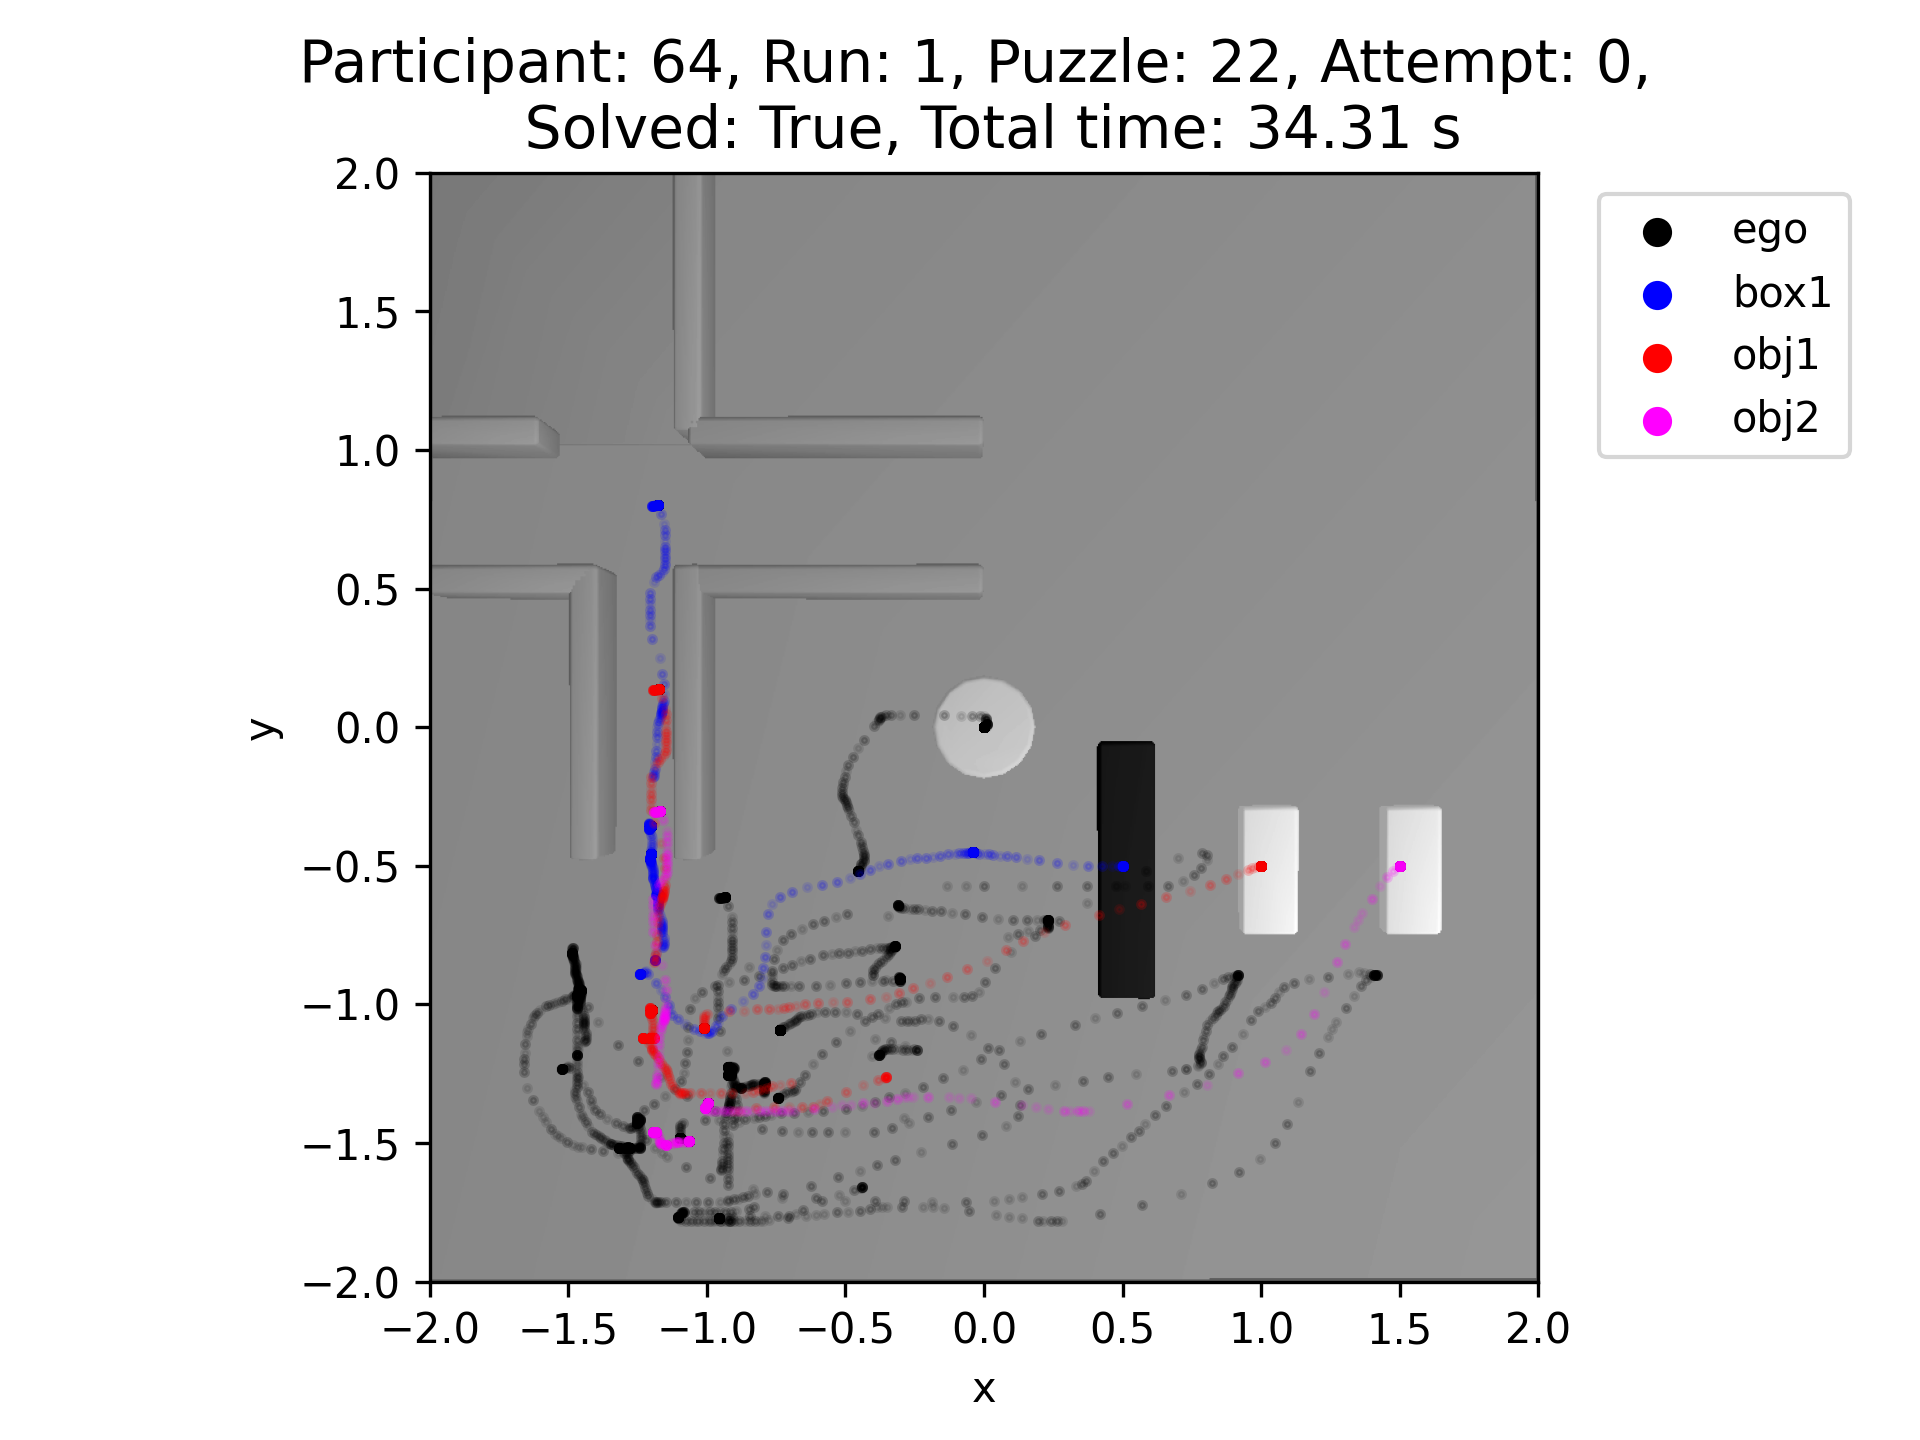 Participant: 64, Run: 1, Puzzle: 22, Attempt: 0,
Solved: True, Total time: 34.31 s
2.0
1.5
1.0
0.5
0.0
−0.5
−1.0
−1.5
−2.0
y
−2.0 −1.5 −1.0 −0.5 0.0 0.5 1.0 1.5 2.0
x
ego
box1
obj1
obj2